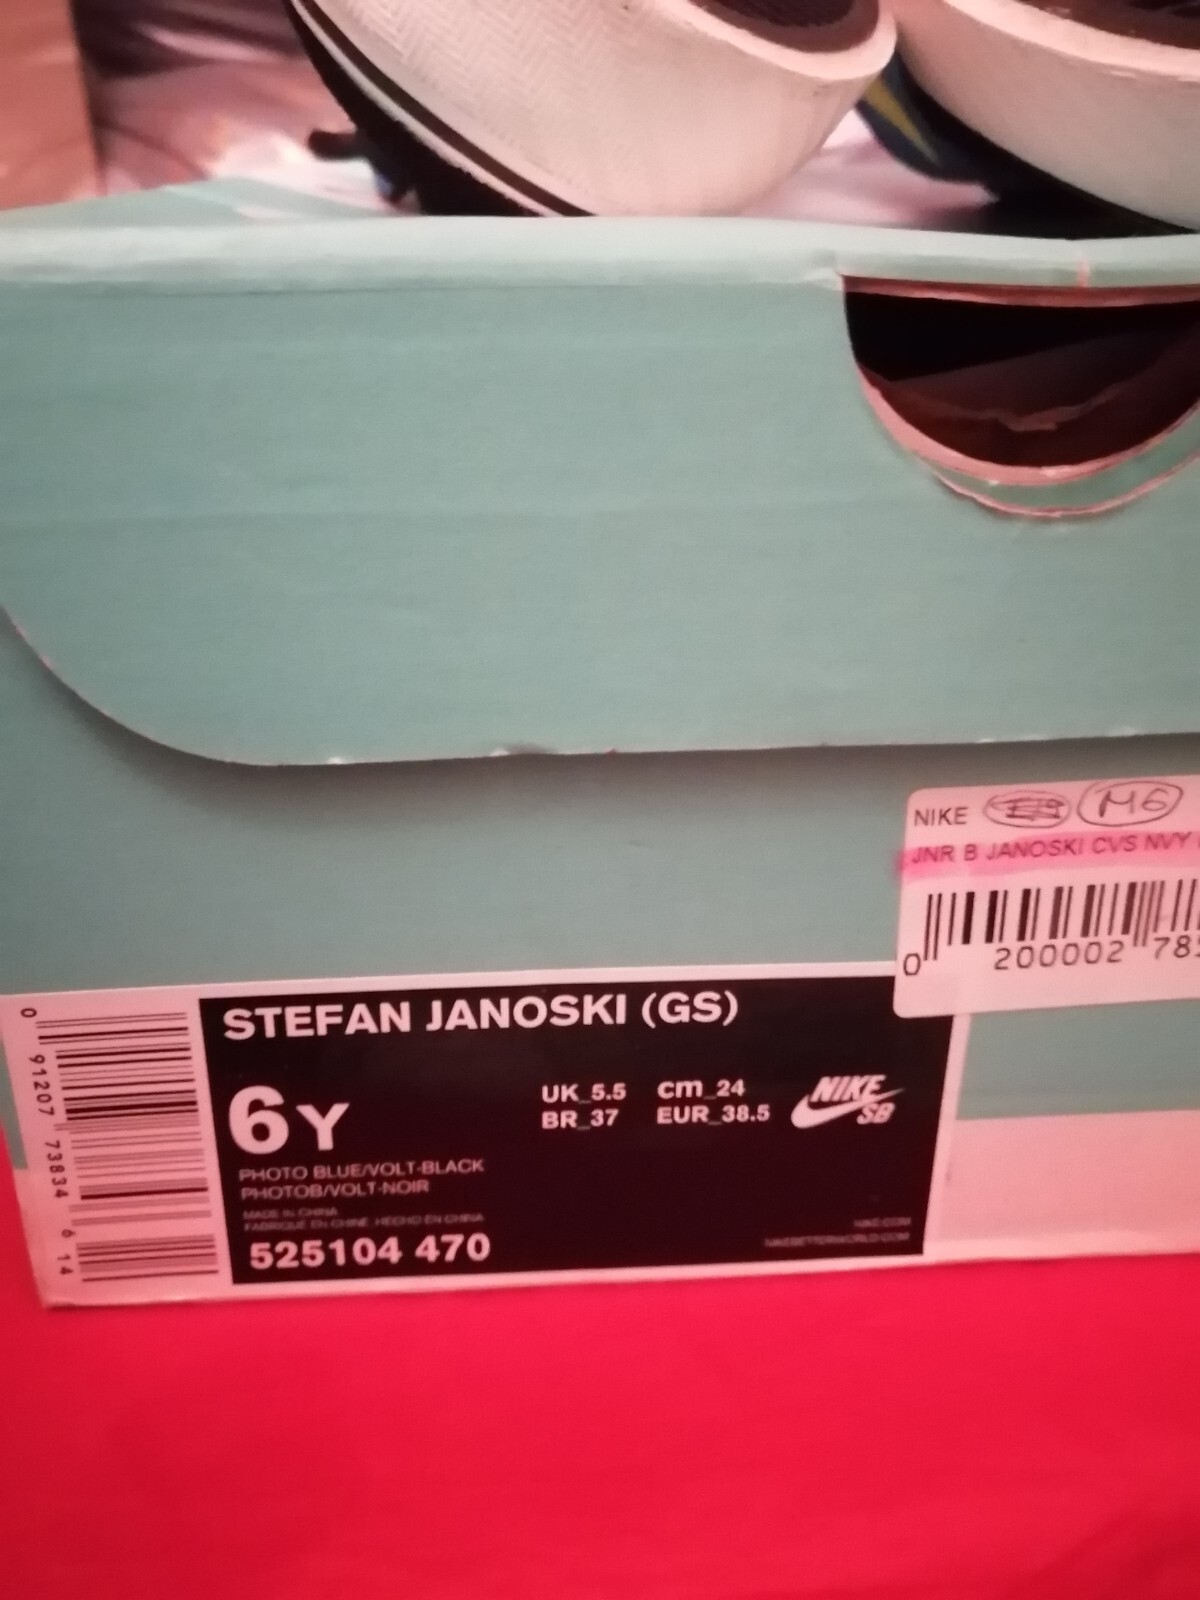 NIKE M6
JNR B JANOSKI CVS NVY
0 200002 78
STEFAN JANOSKI (GS)
6Y
UK_5.5 cm_24
BR_37 EUR_38.5
NIKE
SB
PHOTO BLUE/VOLT-BLACK
PHOTOB/VOLT-NOIR
MADE IN CHINA
FABRIQUE EN CHINE, HECHO EN CHINA
525104 470
NIKE.COM
NIKEBETTERWORLD.COM
0 91207 73834 6 14